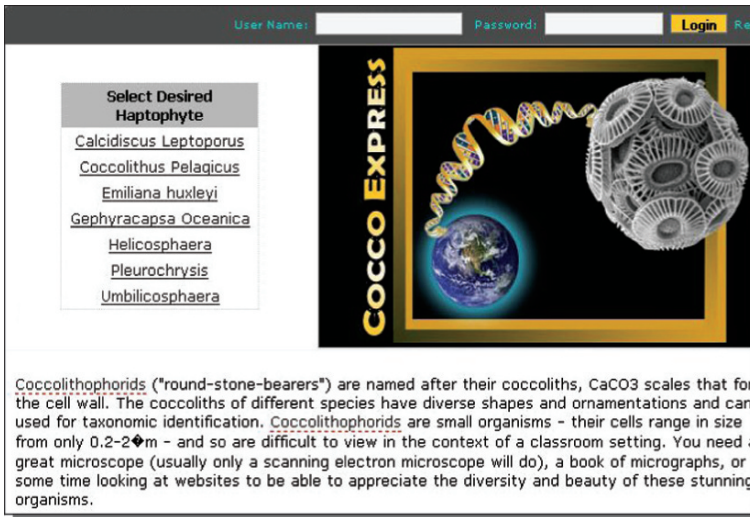 User Name: Password: Login Re
COCCO EXPRESS
Select Desired
Haptophyte
Calcidiscus Leptoporus
Coccolithus Pelagicus
Emiliana huxleyi
Gephyracapsa Oceanica
Helicosphaera
Pleurochrysis
Umbilicosphaera
Coccolithophorids ("round-stone-bearers") are named after their coccoliths, CaCO3 scales that for
the cell wall. The coccoliths of different species have diverse shapes and ornamentations and can
used for taxonomic identification. Coccolithophorids are small organisms - their cells range in size
from only 0.2-2�m - and so are difficult to view in the context of a classroom setting. You need a
great microscope (usually only a scanning electron microscope will do), a book of micrographs, or
some time looking at websites to be able to appreciate the diversity and beauty of these stunning
organisms.